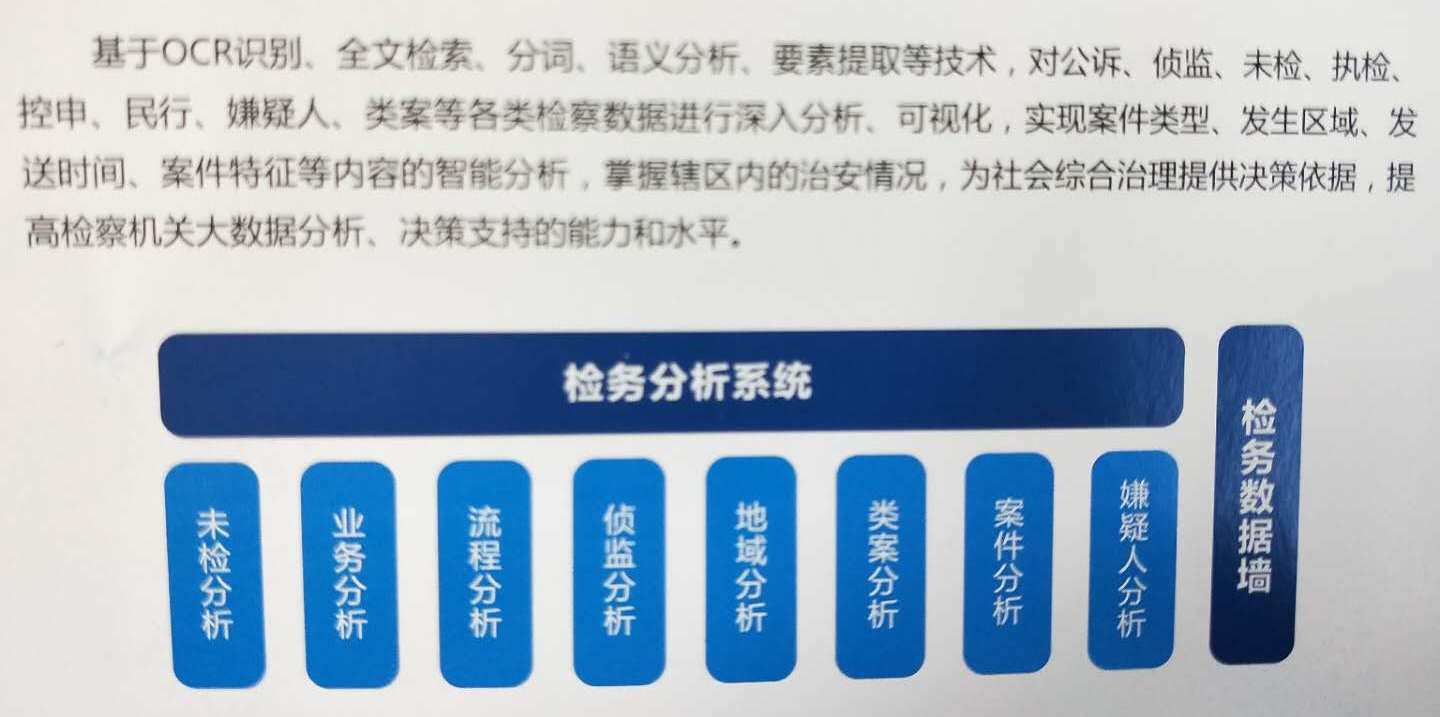 基于OCR识别、全文检索、分词、语义分析、要素提取等技术，对公诉、侦监、未检、执检、
控申、民行、嫌疑人、类案等各类检察数据进行深入分析、可视化，实现案件类型、发生区域、发
送时间、案件特征等内容的智能分析，掌握辖区内的治安情况，为社会综合治理提供决策依据，提
高检察机关大数据分析、决策支持的能力和水平。
检务分析系统
未检分析
业务分析
流程分析
侦监分析
地域分析
类案分析
案件分析
嫌疑人分析
检务数据墙